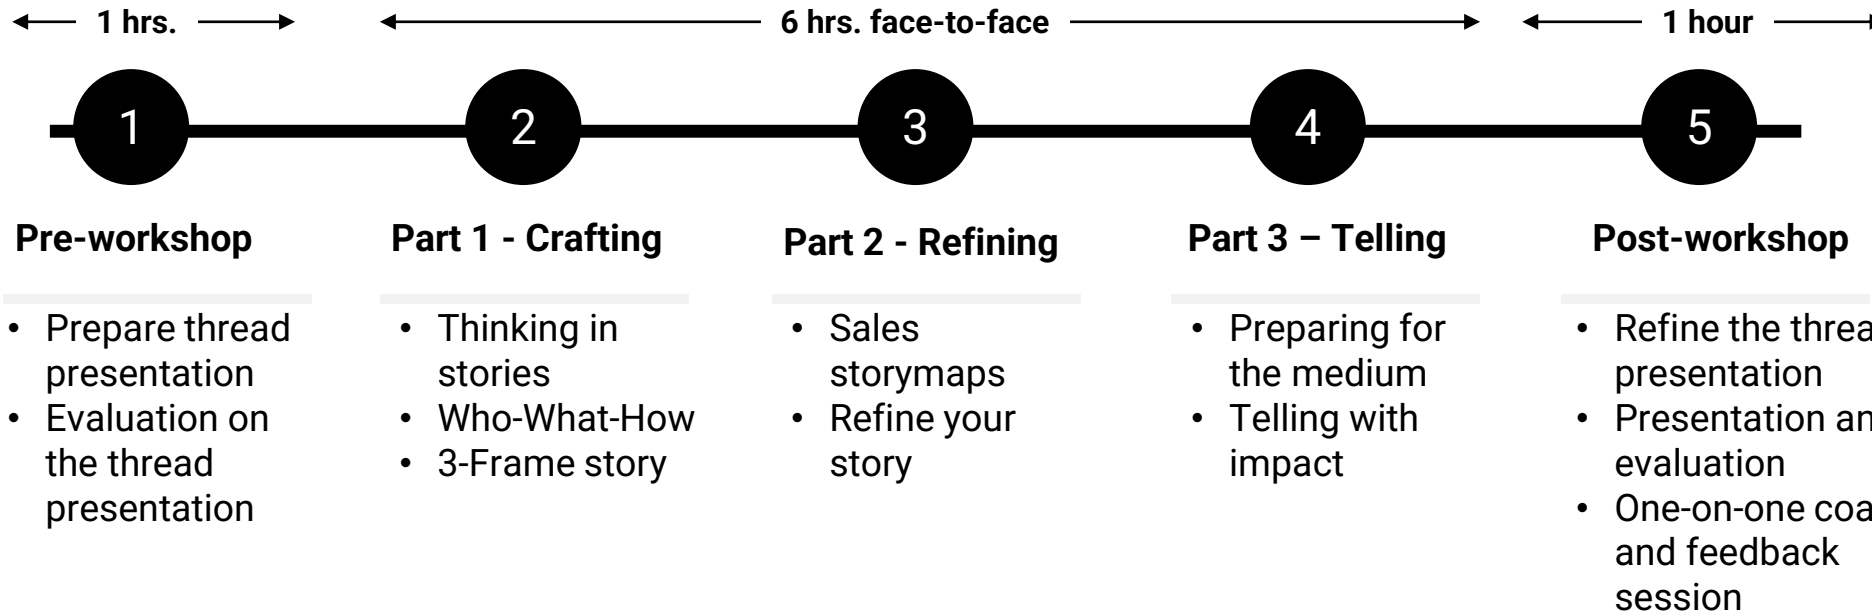 1 hrs.
6 hrs. face-to-face
1 hour
1
2
3
4
5
Pre-workshop
• Prepare thread
presentation
• Evaluation on
the thread
presentation
Part 1 - Crafting
• Thinking in
stories
• Who-What-How
• 3-Frame story
Part 2 - Refining
• Sales
storymaps
• Refine your
story
Part 3 – Telling
• Preparing for
the medium
• Telling with
impact
Post-workshop
• Refine the
presentation
• Presentation
evaluation
• One-on-one
and feedback
session